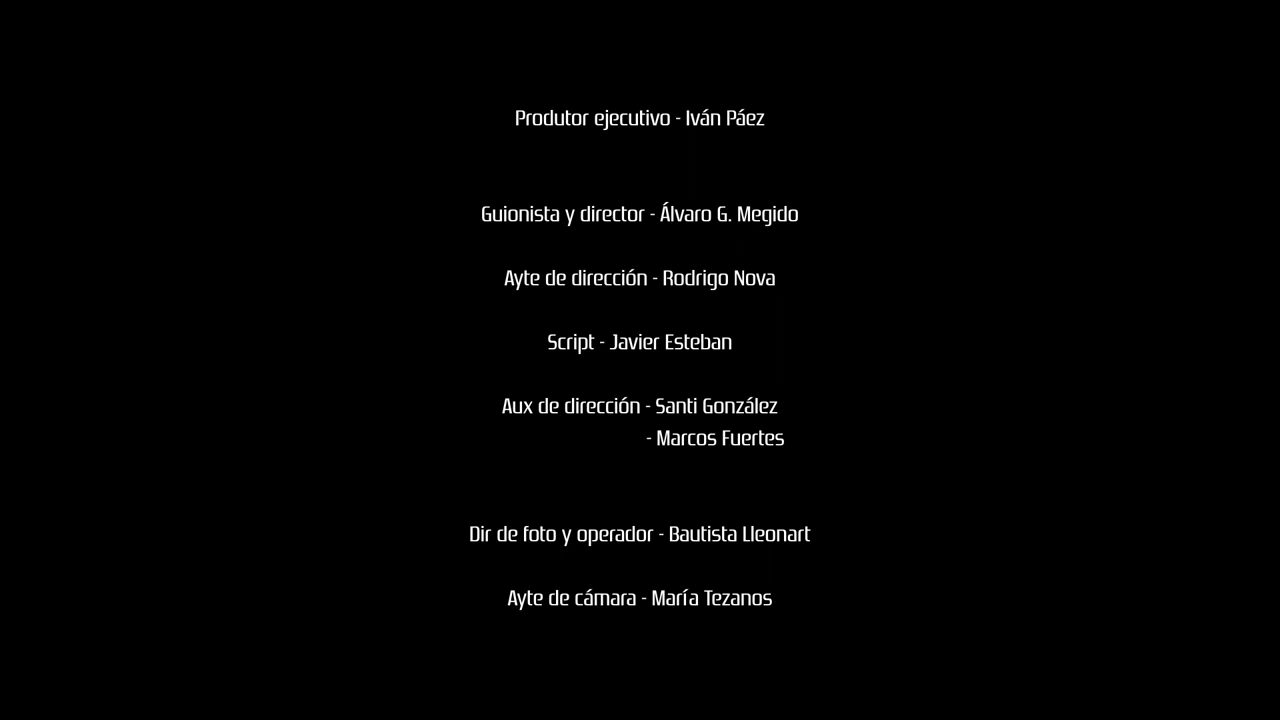 Produtor ejecutivo - Iván Páez
Guionista y director - Álvaro G. Megido
Ayte de dirección - Rodrigo Nova
Script - Javier Esteban
Aux de dirección - Santi González
- Marcos Fuertes
Dir de foto y operador - Bautista Lleonart
Ayte de cámara - María Tezanos